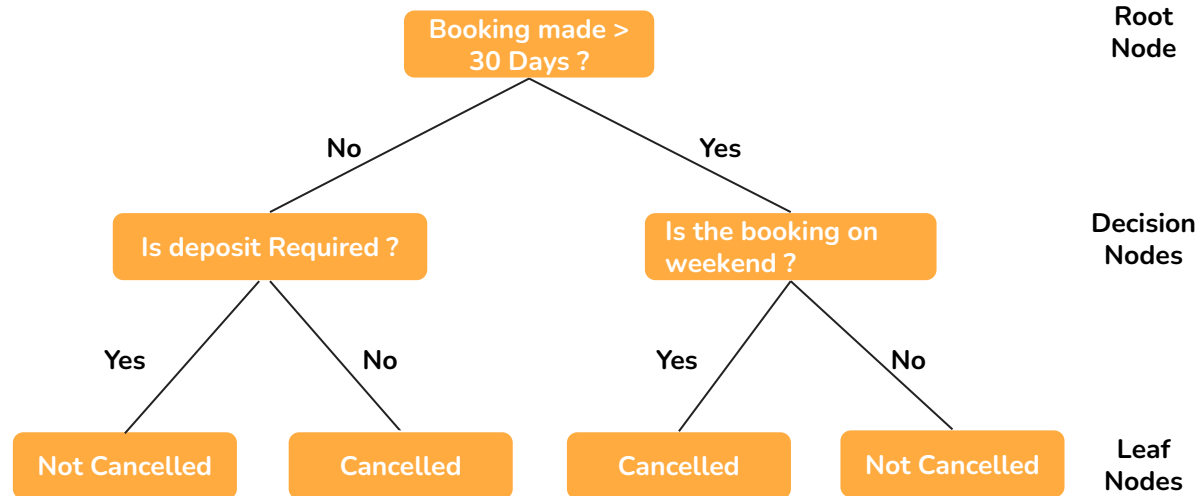 Booking made >
30 Days ?
Root
Node
No
Yes
Is deposit Required ?
Is the booking on
weekend ?
Decision
Nodes
Yes
No
Yes
No
Not Cancelled
Cancelled
Cancelled
Not Cancelled
Leaf
Nodes